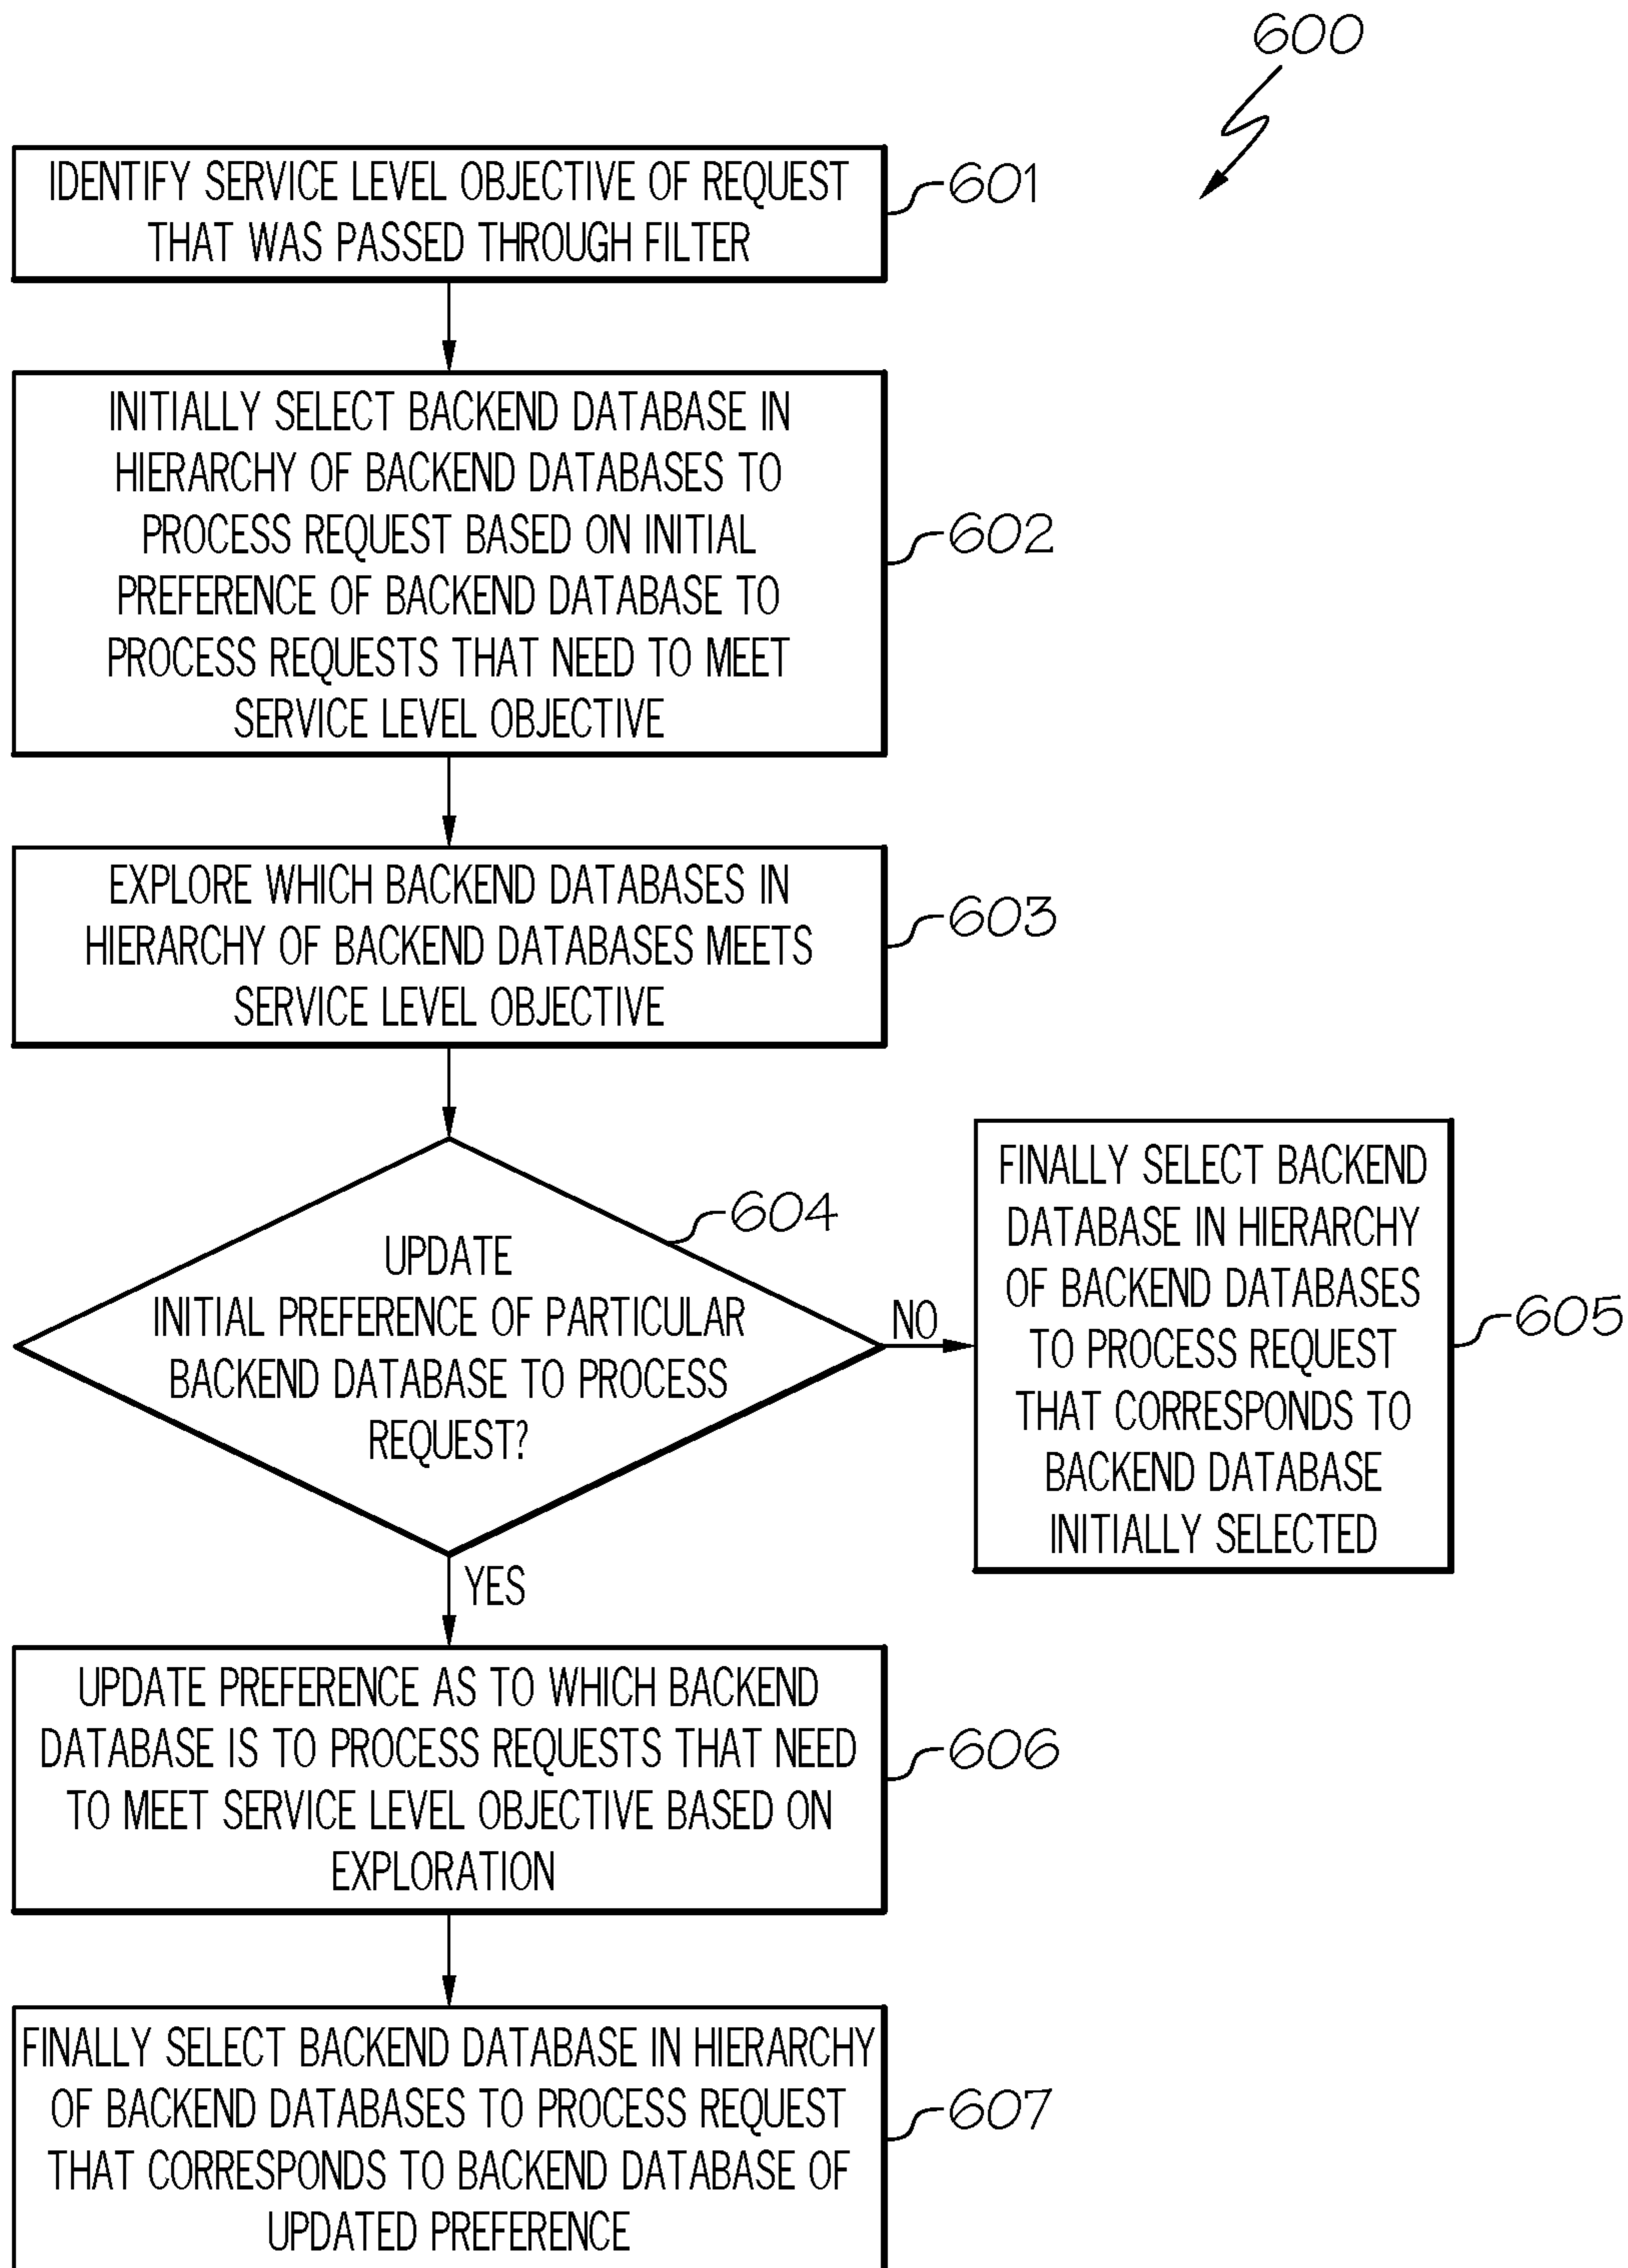 600
IDENTIFY SERVICE LEVEL OBJECTIVE OF REQUEST
THAT WAS PASSED THROUGH FILTER
601
INITIALLY SELECT BACKEND DATABASE IN
HIERARCHY OF BACKEND DATABASES TO
PROCESS REQUEST BASED ON INITIAL
PREFERENCE OF BACKEND DATABASE TO
PROCESS REQUESTS THAT NEED TO MEET
SERVICE LEVEL OBJECTIVE
602
EXPLORE WHICH BACKEND DATABASES IN
HIERARCHY OF BACKEND DATABASES MEETS
SERVICE LEVEL OBJECTIVE
603
UPDATE
INITIAL PREFERENCE OF PARTICULAR
BACKEND DATABASE TO PROCESS
REQUEST?
604
NO
FINALLY SELECT BACKEND
DATABASE IN HIERARCHY
OF BACKEND DATABASES
TO PROCESS REQUEST
THAT CORRESPONDS TO
BACKEND DATABASE
INITIALLY SELECTED
605
YES
UPDATE PREFERENCE AS TO WHICH BACKEND
DATABASE IS TO PROCESS REQUESTS THAT NEED
TO MEET SERVICE LEVEL OBJECTIVE BASED ON
EXPLORATION
606
FINALLY SELECT BACKEND DATABASE IN HIERARCHY
OF BACKEND DATABASES TO PROCESS REQUEST
THAT CORRESPONDS TO BACKEND DATABASE OF
UPDATED PREFERENCE
607